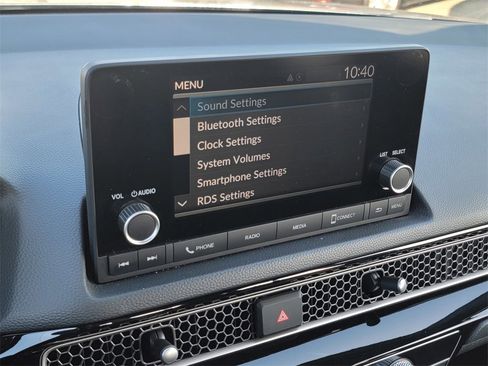 MENU 10:40
Sound Settings
Bluetooth Settings
Clock Settings
System Volumes
Smartphone Settings
RDS Settings
VOL AUDIO
LIST SELECT
PHONE RADIO MEDIA CONNECT MENU